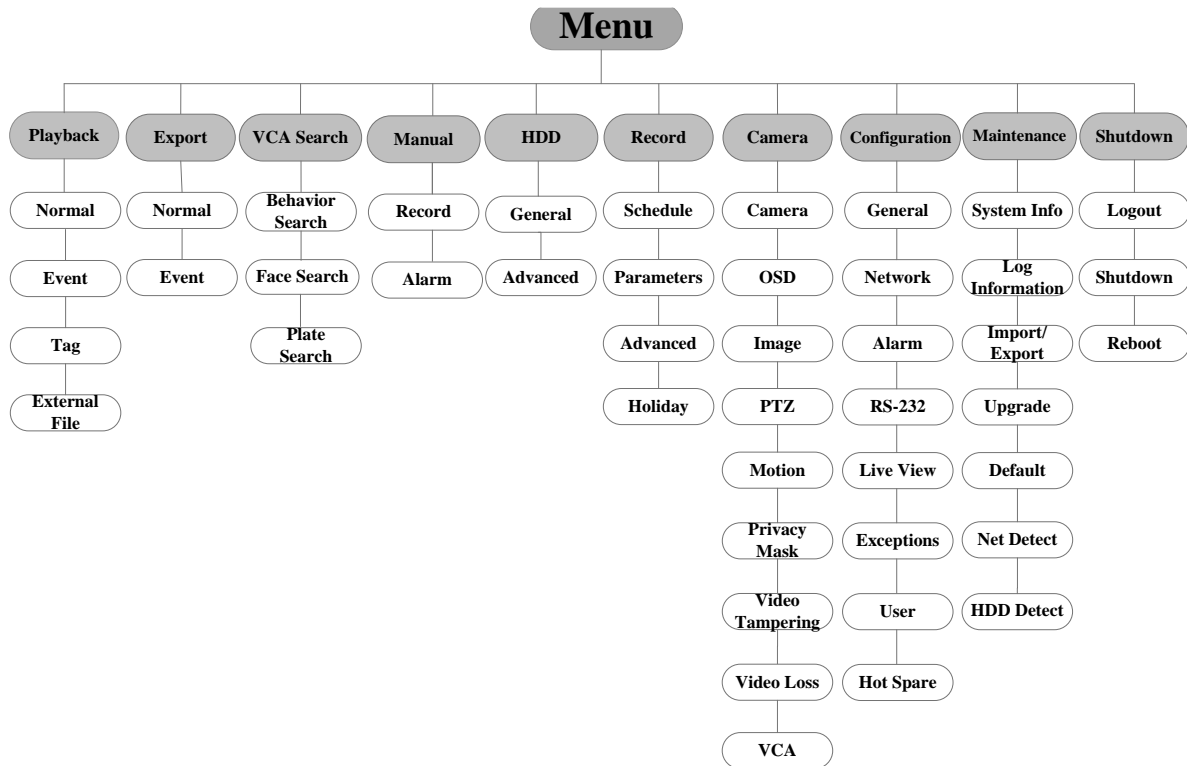 Menu
Playback
Export
VCA Search
Manual
HDD
Record
Camera
Configuration
Maintenance
Shutdown
Normal
Normal
Behavior
Search
Record
General
Schedule
Camera
General
System Info
Logout
Event
Event
Face Search
Alarm
Advanced
Parameters
OSD
Network
Log
Information
Shutdown
Tag
Plate
Search
Advanced
Image
Alarm
Import/
Export
Reboot
External
File
Holiday
PTZ
RS-232
Upgrade
Motion
Live View
Default
Privacy
Mask
Exceptions
Net Detect
Video
Tampering
User
HDD Detect
Video Loss
Hot Spare
VCA